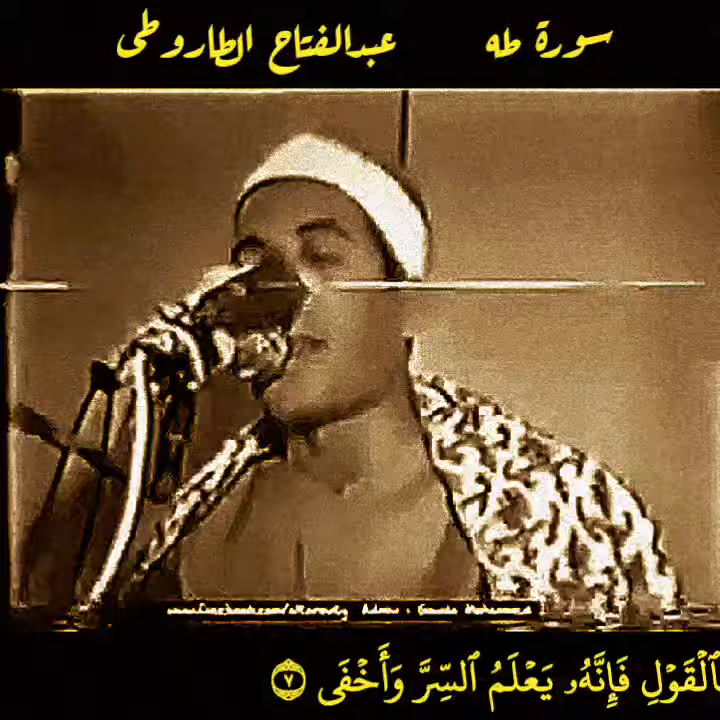 سورة طه عبدالفتاح الطاروطى
ٱلْقَوْلِ فَإِنَّهُۥ يَعْلَمُ ٱلسِّرَّ وَأَخْفَى ٧